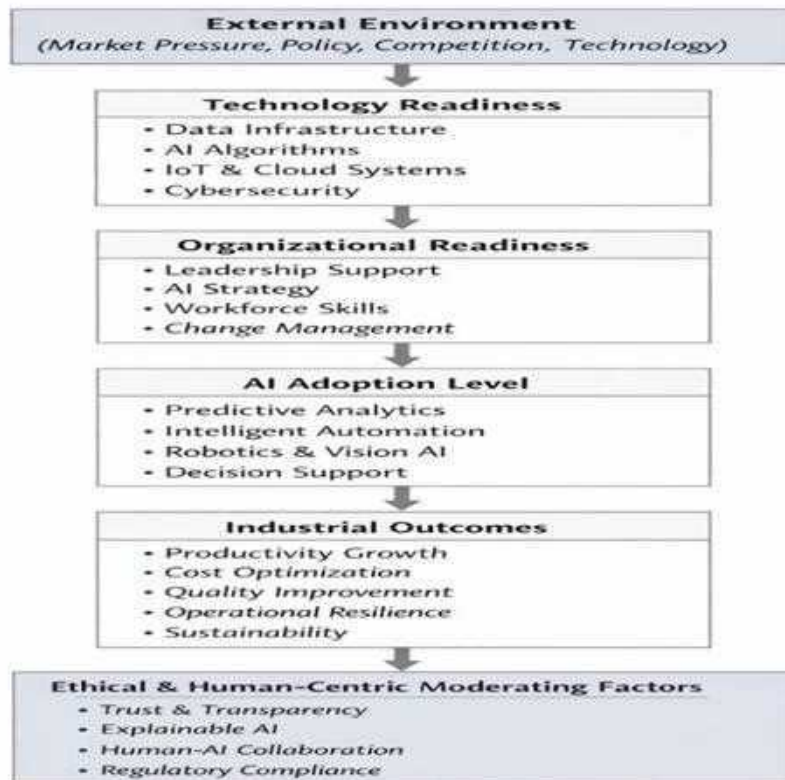 External Environment
(Market Pressure, Policy, Competition, Technology)
Technology Readiness
• Data Infrastructure
• AI Algorithms
• IoT & Cloud Systems
• Cybersecurity
Organizational Readiness
• Leadership Support
• AI Strategy
• Workforce Skills
• Change Management
AI Adoption Level
• Predictive Analytics
• Intelligent Automation
• Robotics & Vision AI
• Decision Support
Industrial Outcomes
• Productivity Growth
• Cost Optimization
• Quality Improvement
• Operational Resilience
• Sustainability
Ethical & Human-Centric Moderating Factors
• Trust & Transparency
• Explainable AI
• Human-AI Collaboration
• Regulatory Compliance